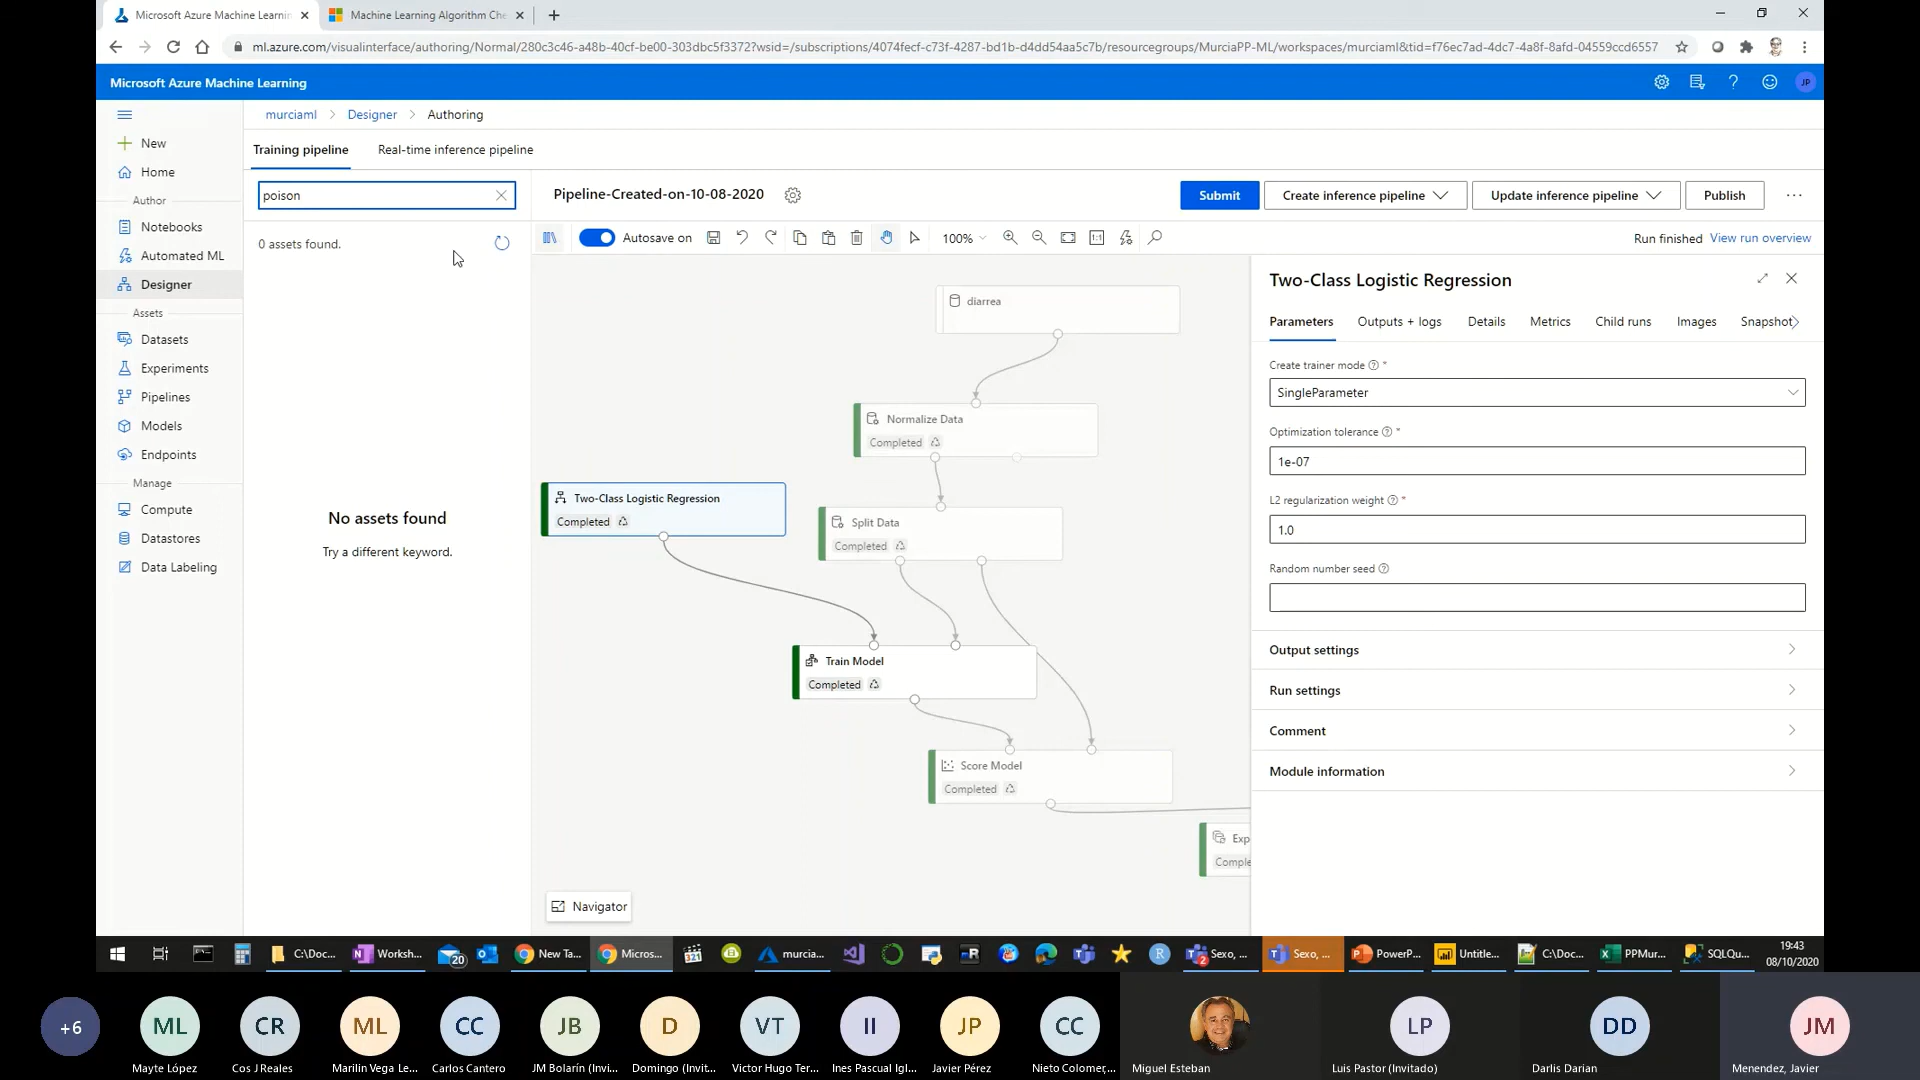 Microsoft Azure Machine Learnin
Machine Learning Algorithm Che
ml.azure.com/visualinterface/authoring/Normal/280c3c46-a48b-40cf-be00-303dbc5f3372?wsid=/subscriptions/4074fecf-c73f-4287-bd1b-d4dd54aa5c7b/resourcegroups/MurciaPP-ML/workspaces/murciaml&tid=f76ec7ad-4dc7-4a8f-8afd-04559ccd6557
Microsoft Azure Machine Learning
JP
murciaml > Designer > Authoring
New
Home
Author
Notebooks
Automated ML
Designer
Assets
Datasets
Experiments
Pipelines
Models
Endpoints
Manage
Compute
Datastores
Data Labeling
Training pipeline
Real-time inference pipeline
poison
0 assets found.
No assets found
Try a different keyword.
Pipeline-Created-on-10-08-2020
Submit
Create inference pipeline
Update inference pipeline
Publish
Autosave on
100%
Run finished View run overview
diarrea
Normalize Data
Completed
Two-Class Logistic Regression
Completed
Split Data
Completed
Train Model
Completed
Score Model
Completed
Exp
Comple
Navigator
Two-Class Logistic Regression
Parameters Outputs + logs Details Metrics Child runs Images Snapshot
Create trainer mode *
SingleParameter
Optimization tolerance *
1e-07
L2 regularization weight *
1.0
Random number seed
Output settings
Run settings
Comment
Module information
C:\Doc...
Worksh...
20
New Ta...
Micros...
321
murcia...
R
R
2
Sexo, ...
Sexo, ...
PowerP...
Untitle...
C:\Doc...
PPMur...
SQLQu...
19:43
08/10/2020
+6
ML
Mayte López
CR
Cos J Reales
ML
Marilin Vega Le...
CC
Carlos Cantero
JB
JM Bolarín (Invi...
D
Domingo (Invit...
VT
Victor Hugo Ter...
II
Ines Pascual Igl...
JP
Javier Pérez
CC
Nieto Colomer,...
Miguel Esteban
LP
Luis Pastor (Invitado)
DD
Darlis Darian
JM
Menendez, Javier